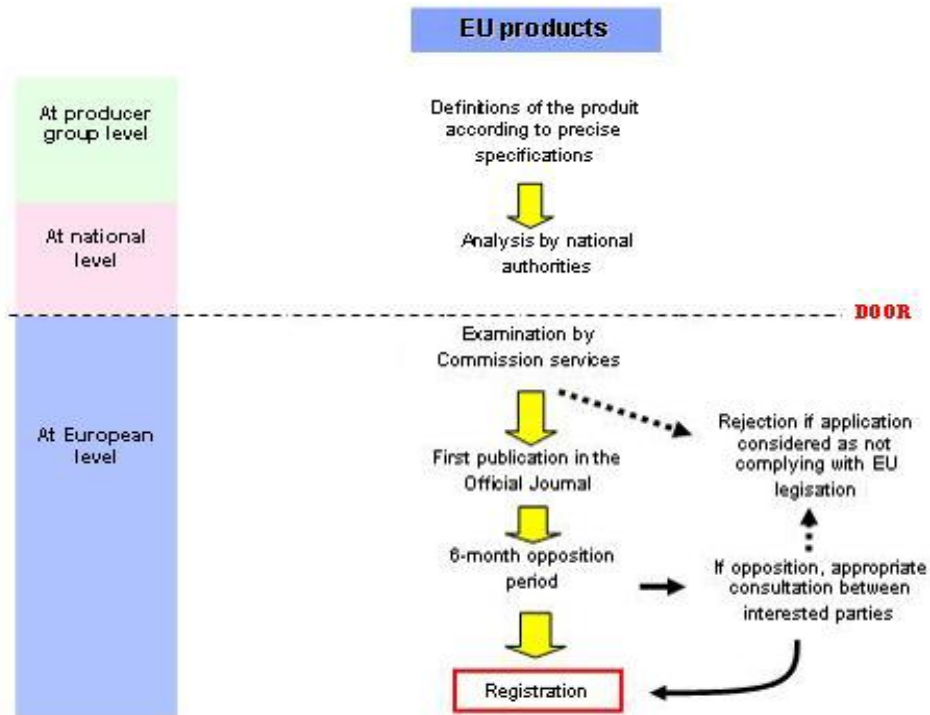 EU products
At producer
group level
Definitions of the produit
according to precise
specifications
At national
level
Analysis by national
authorities
DOOR
Examination by
Commission services
At European
level
Rejection if application
considered as not
complying with EU
legisation
First publication in the
Official Journal
6-month opposition
period
If opposition, appropriate
consultation between
interested parties
Registration